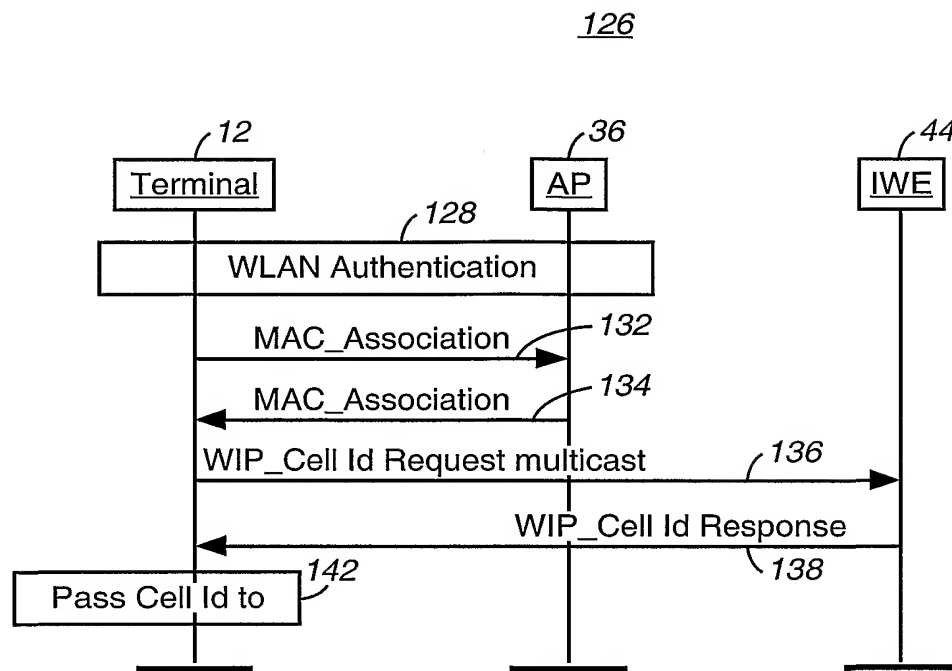 126
12
36
44
Terminal
AP
IWE
128
WLAN Authentication
MAC_Association
132
MAC_Association
134
WIP_Cell Id Request multicast
136
WIP_Cell Id Response
138
142
Pass Cell Id to